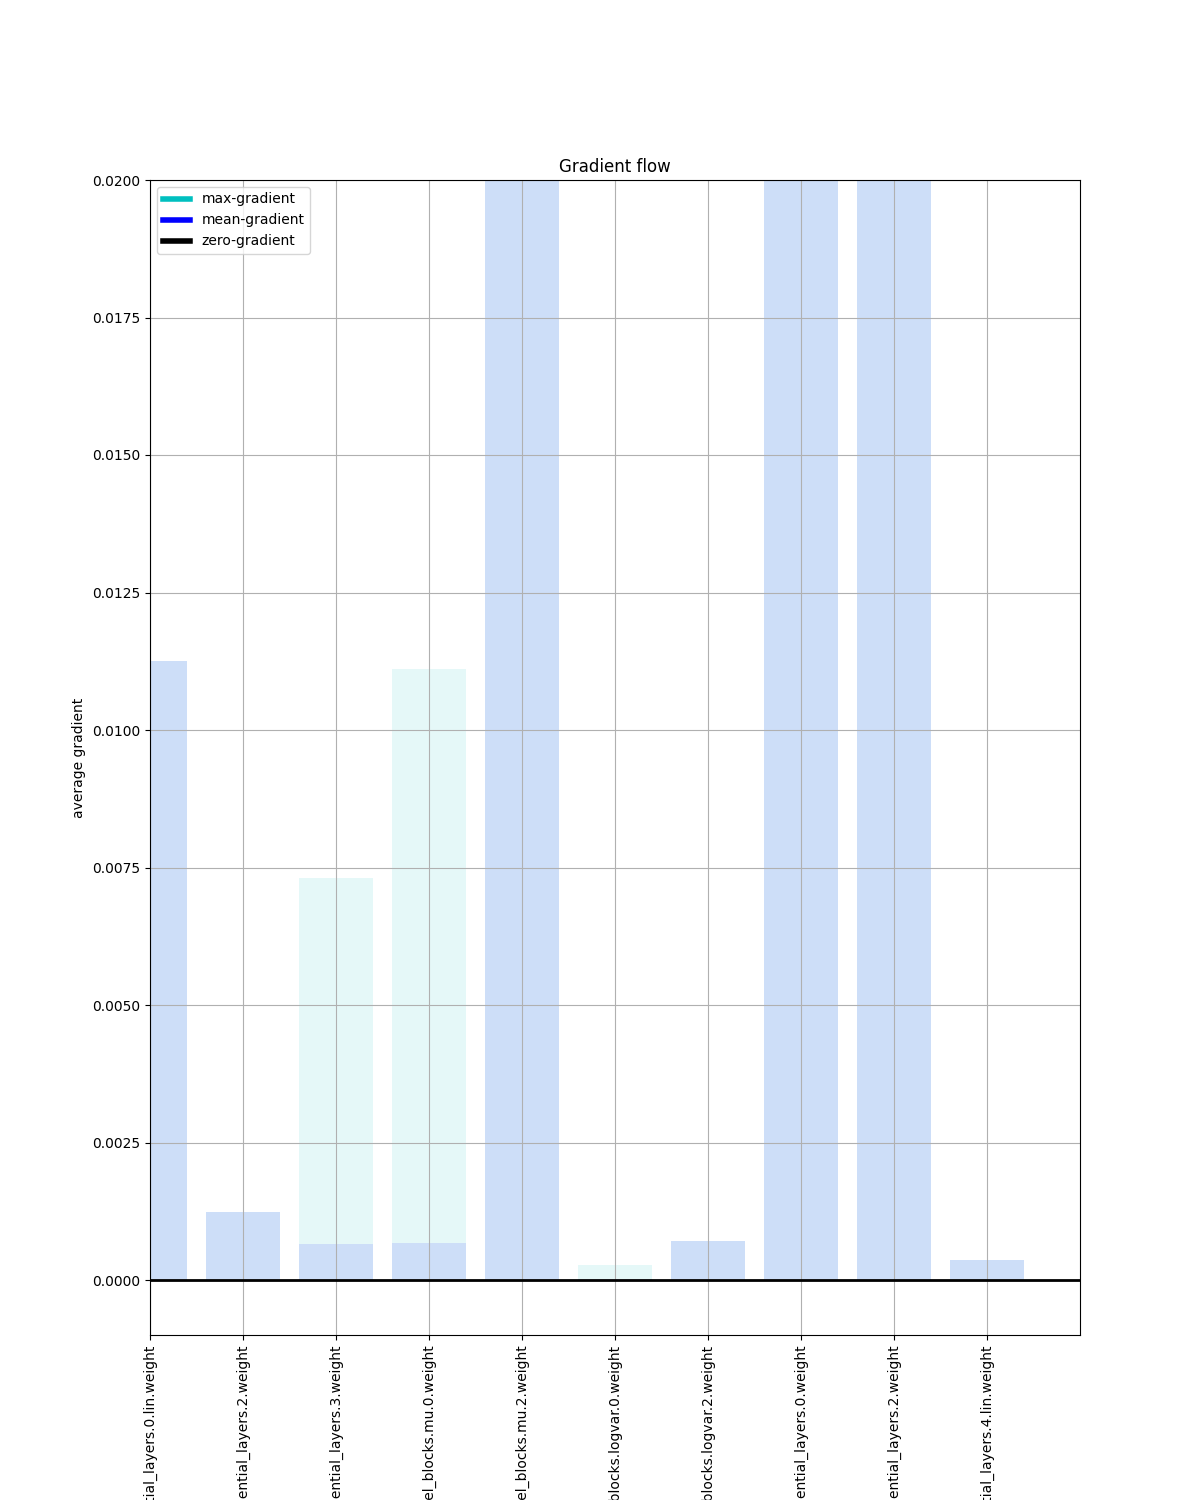 Gradient flow
max-gradient
mean-gradient
zero-gradient
0.0200
0.0175
0.0150
0.0125
0.0100
0.0075
0.0050
0.0025
0.0000
average gradient
tial_layers.0.lin.weight
ential_layers.2.weight
ential_layers.3.weight
el_blocks.mu.0.weight
el_blocks.mu.2.weight
blocks.logvar.0.weight
blocks.logvar.2.weight
ential_layers.0.weight
ential_layers.2.weight
tial_layers.4.lin.weight